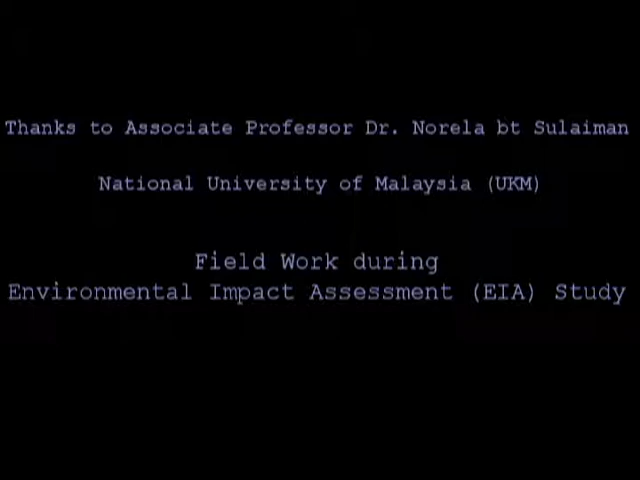 Thanks to Associate Professor Dr. Norela bt Sulaiman
National University of Malaysia (UKM)
Field Work during
Environmental Impact Assessment (EIA) Study